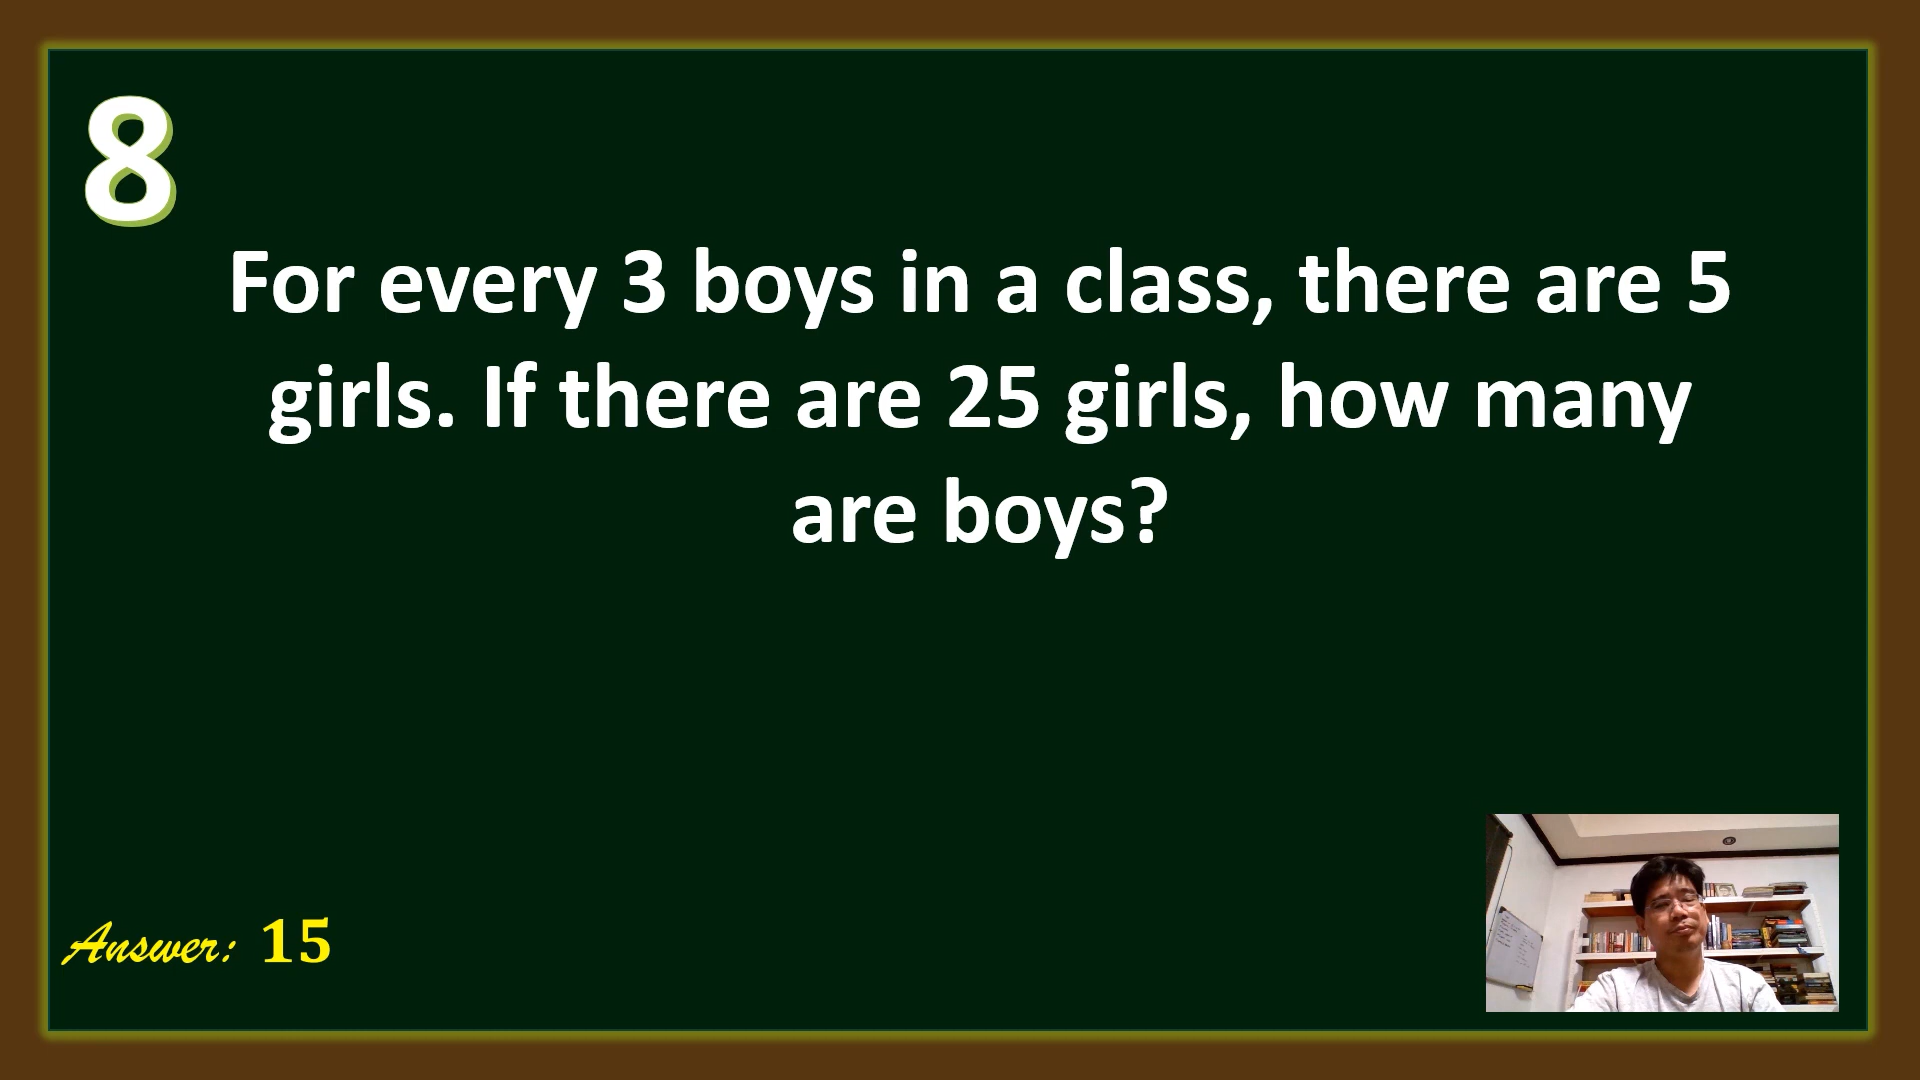 8
For every 3 boys in a class, there are 5
girls. If there are 25 girls, how many
are boys?
Answer: 15